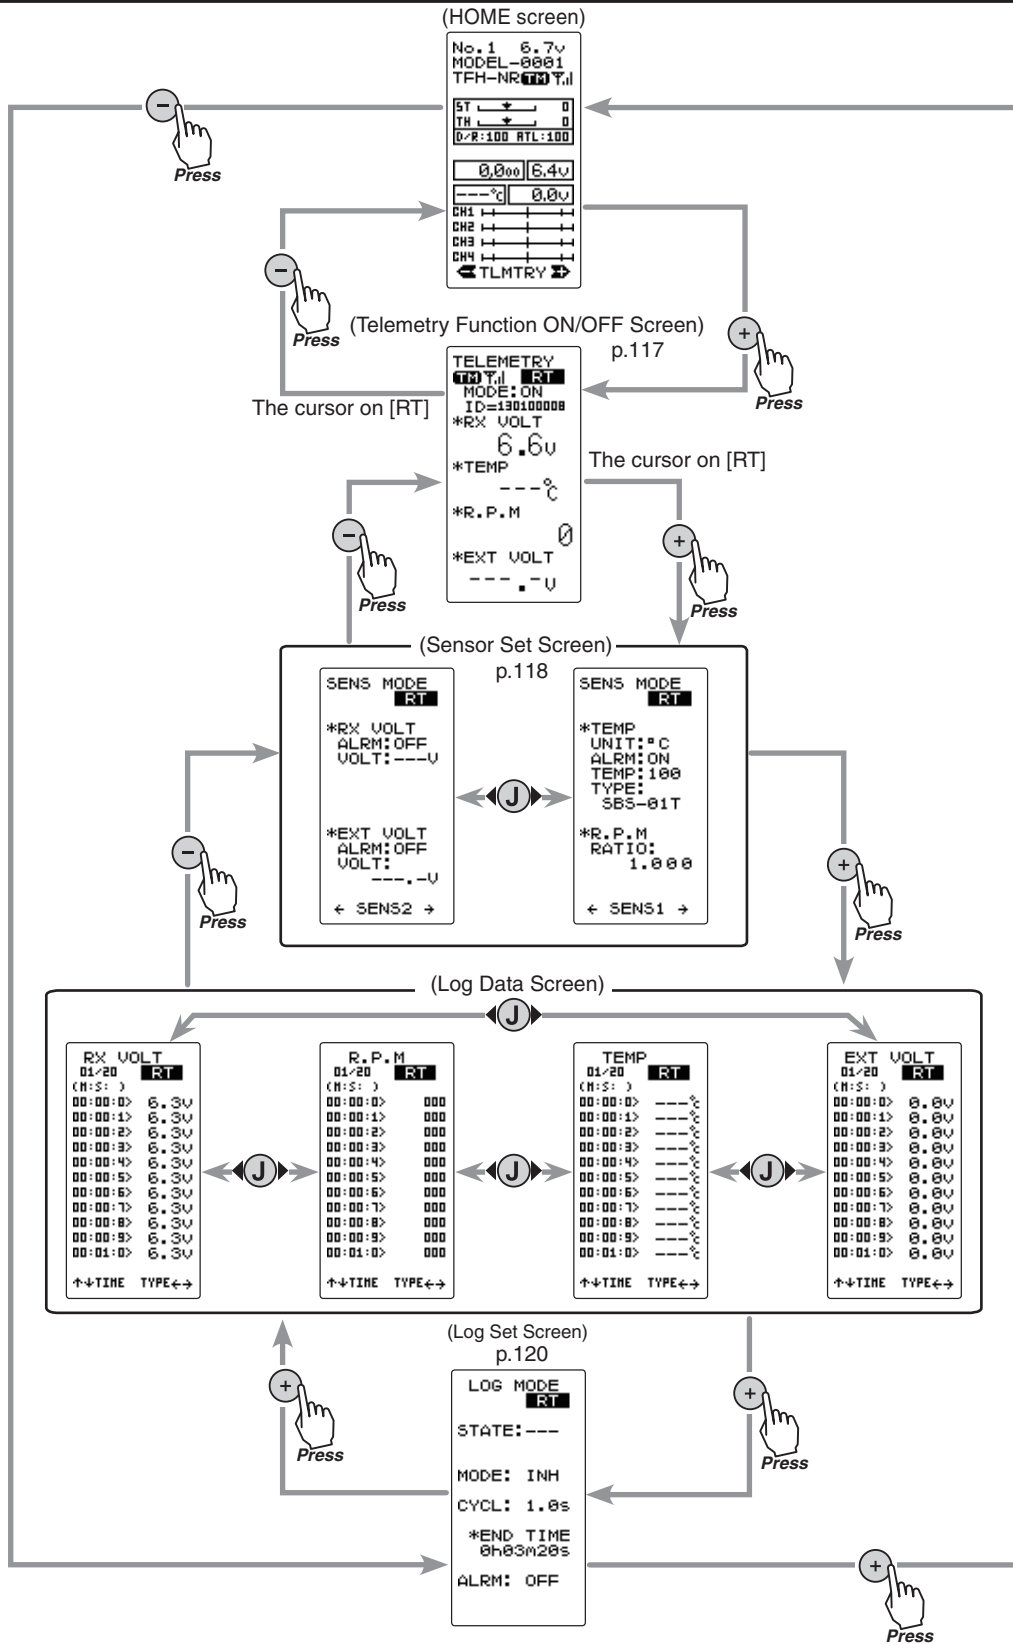 (HOME screen)
No.1 6.7v
MODEL-0001
TFH-NR TM
ST 0
TH 0
D/R:100 ATL:100
0,000 6.4v
---°C 0.0v
CH1
CH2
CH3
CH4
TLMTRY
−
Press
−
Press
+
Press
(Telemetry Function ON/OFF Screen)
p.117
TELEMETRY
TM RT
MODE:ON
ID=130100008
*RX VOLT
6.6v
*TEMP
---°C
*R.P.M
0
*EXT VOLT
---.-v
The cursor on [RT]
The cursor on [RT]
−
Press
+
Press
(Sensor Set Screen)
p.118
SENS MODE
RT
*RX VOLT
ALRM:OFF
VOLT:---V
*EXT VOLT
ALRM:OFF
VOLT:
---.-V
← SENS2 →
J
SENS MODE
RT
*TEMP
UNIT:°C
ALRM:ON
TEMP:100
TYPE:
SBS-01T
*R.P.M
RATIO:
1.000
← SENS1 →
−
Press
+
Press
(Log Data Screen)
J
RX VOLT
01/20 RT
(M:S: )
00:00:0> 6.3V
00:00:1> 6.3V
00:00:2> 6.3V
00:00:3> 6.3V
00:00:4> 6.3V
00:00:5> 6.3V
00:00:6> 6.3V
00:00:7> 6.3V
00:00:8> 6.3V
00:00:9> 6.3V
00:01:0> 6.3V
↑↓TIME TYPE←→
J
R.P.M
01/20 RT
(M:S: )
00:00:0> 000
00:00:1> 000
00:00:2> 000
00:00:3> 000
00:00:4> 000
00:00:5> 000
00:00:6> 000
00:00:7> 000
00:00:8> 000
00:00:9> 000
00:01:0> 000
↑↓TIME TYPE←→
J
TEMP
01/20 RT
(M:S: )
00:00:0> ---°C
00:00:1> ---°C
00:00:2> ---°C
00:00:3> ---°C
00:00:4> ---°C
00:00:5> ---°C
00:00:6> ---°C
00:00:7> ---°C
00:00:8> ---°C
00:00:9> ---°C
00:01:0> ---°C
↑↓TIME TYPE←→
J
EXT VOLT
01/20 RT
(M:S: )
00:00:0> 0.0V
00:00:1> 0.0V
00:00:2> 0.0V
00:00:3> 0.0V
00:00:4> 0.0V
00:00:5> 0.0V
00:00:6> 0.0V
00:00:7> 0.0V
00:00:8> 0.0V
00:00:9> 0.0V
00:01:0> 0.0V
↑↓TIME TYPE←→
(Log Set Screen)
p.120
LOG MODE
RT
STATE:---
MODE: INH
CYCL: 1.0s
*END TIME
0h03m20s
ALRM: OFF
+
Press
+
Press
+
Press